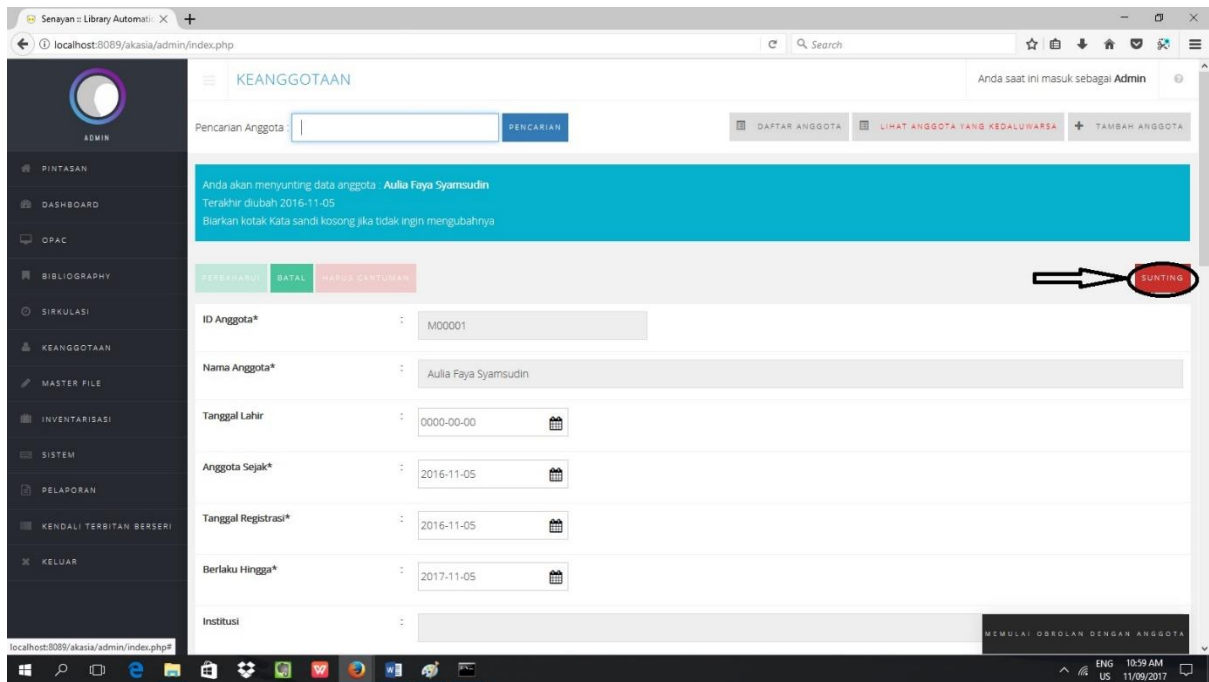 Senayan :: Library Automati
localhost:8089/akasia/admin/index.php
Search
ADMIN
PINTASAN
DASHBOARD
OPAC
BIBLIOGRAPHY
SIRKULASI
KEANGGOTAAN
MASTER FILE
INVENTARISASI
SISTEM
PELAPORAN
KENDALI TERBITAN BERSERI
KELUAR
KEANGGOTAAN
Anda saat ini masuk sebagai Admin
Pencarian Anggota :
PENCARIAN
DAFTAR ANGGOTA
LIHAT ANGGOTA YANG KEDALUWARSA
TAMBAH ANGGOTA
Anda akan menyunting data anggota : Aulia Faya Syamsudin
Terakhir diubah 2016-11-05
Biarkan kotak Kata sandi kosong jika tidak ingin mengubahnya
PERBAHARUI BATAL HAPUS CANTUMAN
SUNTING
ID Anggota* : M00001
Nama Anggota* : Aulia Faya Syamsudin
Tanggal Lahir : 0000-00-00
Anggota Sejak* : 2016-11-05
Tanggal Registrasi* : 2016-11-05
Berlaku Hingga* : 2017-11-05
Institusi :
MEMULAI OBROLAN DENGAN ANGGOTA
localhost:8089/akasia/admin/index.php#
ENG 10:59 AM
US 11/09/2017